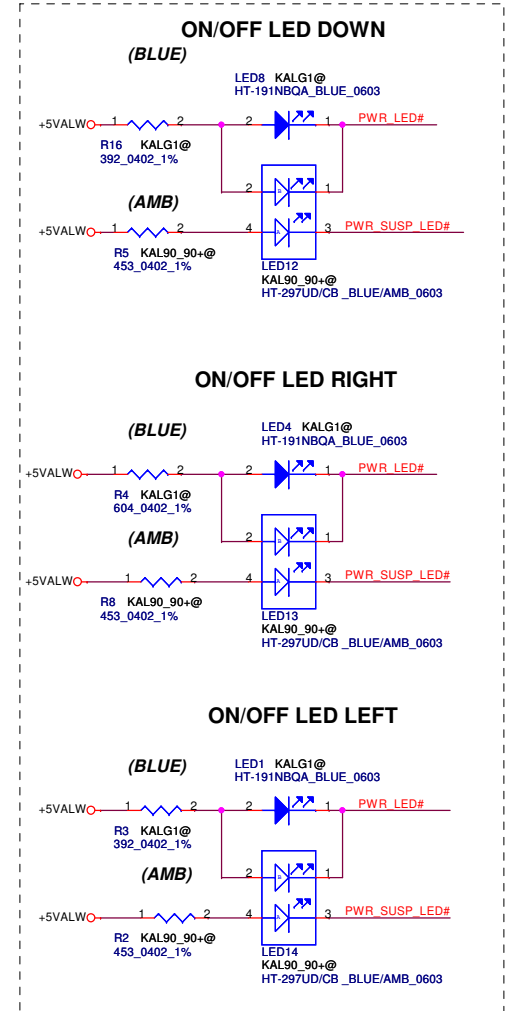 ON/OFF LED DOWN
(BLUE)
LED8 KALG1@
HT-191NBQA_BLUE_0603
+5VALW 1 2 2 1 PWR_LED#
R16 KALG1@
392_0402_1%
2 B 1
(AMB)
+5VALW 1 2 4 A 3 PWR_SUSP_LED#
R5 KAL90_90+@
453_0402_1%
LED12
KAL90_90+@
HT-297UD/CB _BLUE/AMB_0603
ON/OFF LED RIGHT
(BLUE)
LED4 KALG1@
HT-191NBQA_BLUE_0603
+5VALW 1 2 2 1 PWR_LED#
R4 KALG1@
604_0402_1%
(AMB)
2 B 1
+5VALW 1 2 4 A 3 PWR_SUSP_LED#
R8 KAL90_90+@
453_0402_1%
LED13
KAL90_90+@
HT-297UD/CB _BLUE/AMB_0603
ON/OFF LED LEFT
(BLUE)
LED1 KALG1@
HT-191NBQA_BLUE_0603
+5VALW 1 2 2 1 PWR_LED#
R3 KALG1@
392_0402_1%
(AMB)
2 B 1
+5VALW 1 2 4 A 3 PWR_SUSP_LED#
R2 KAL90_90+@
453_0402_1%
LED14
KAL90_90+@
HT-297UD/CB _BLUE/AMB_0603